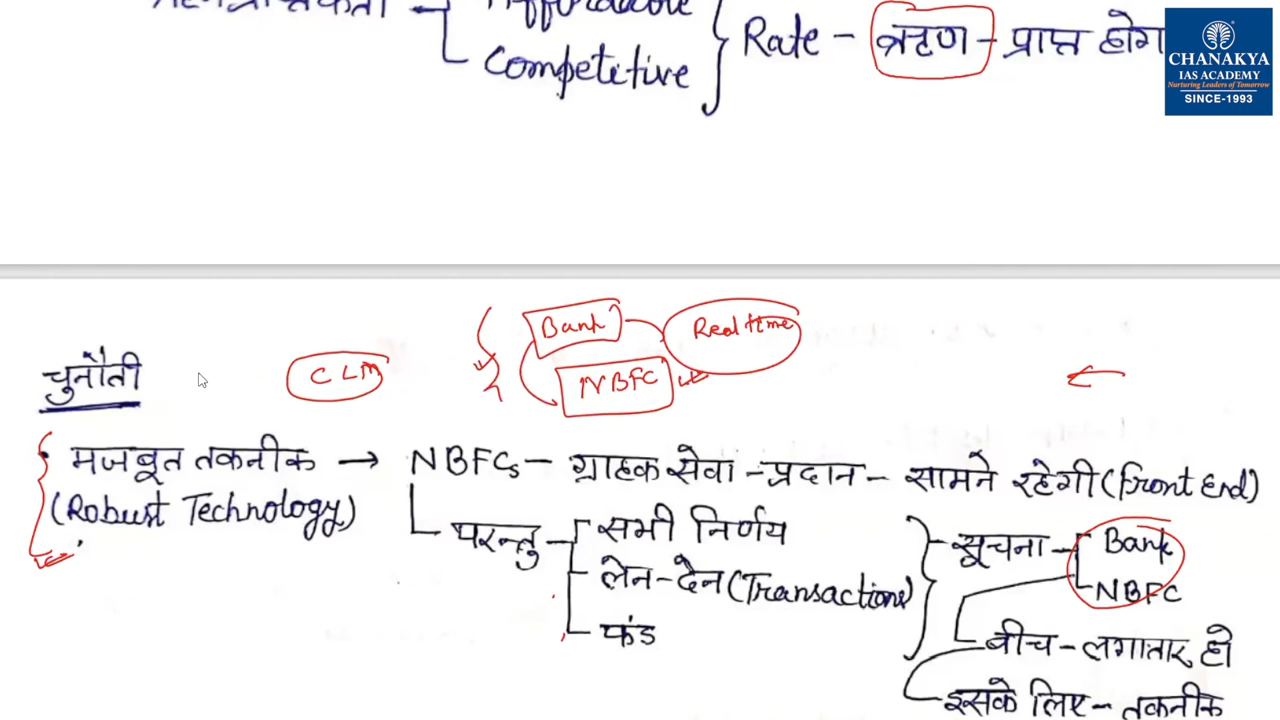 Competitive
Rate - ऋण - प्राप्त होग
CHANAKYA
IAS ACADEMY
Nurturing Leaders of Tomorrow
SINCE-1993
Bank
Real time
NBFC
CLM
चुनौती
मजबूत तकनीक → NBFCs - ग्राहक सेवा - प्रदान - सामने रहेगी (Front End)
(Robust Technology)
परन्तु - सभी निर्णय
लेन-देन (Transactions)
फंड
सूचना - Bank
NBFC
बीच - लगातार हो
इसके लिए - तकनीक